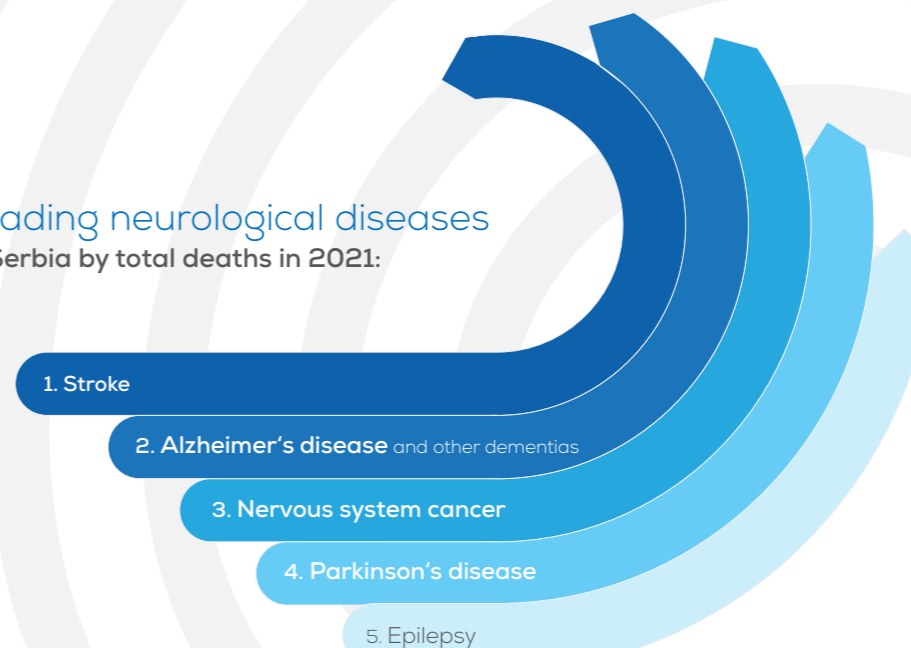 ading neurological diseases
Serbia by total deaths in 2021:
1. Stroke
2. Alzheimer's disease and other dementias
3. Nervous system cancer
4. Parkinson's disease
5. Epilepsy